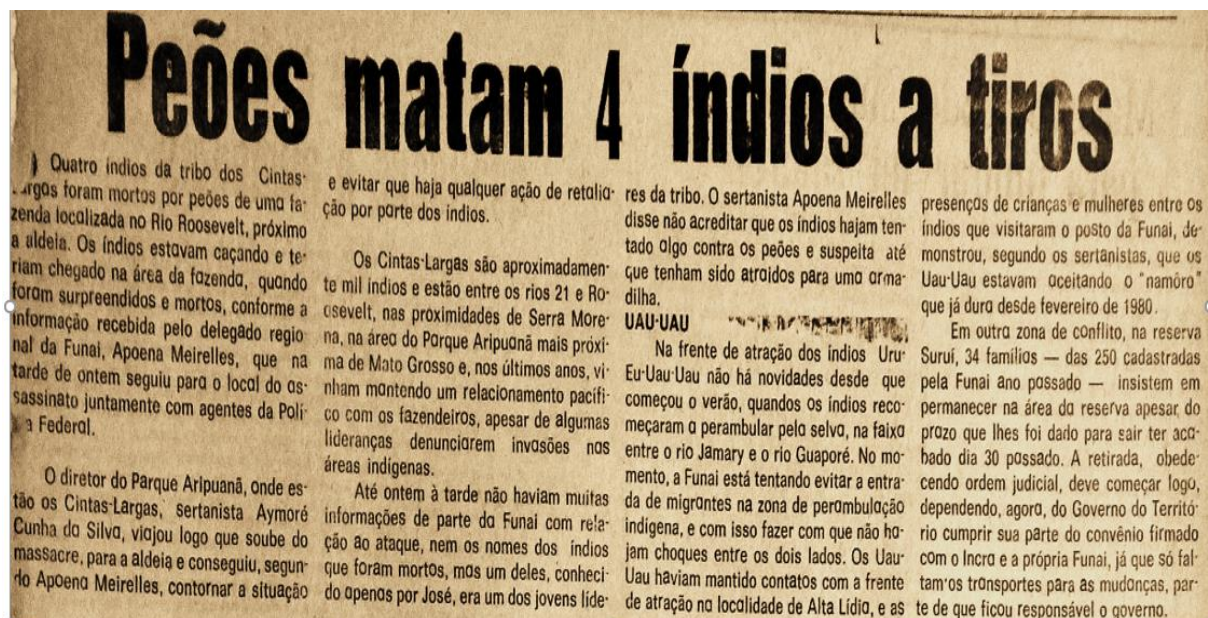 Peões matam 4 índios a tiros
Quatro índios da tribo dos Cintas-
Largas foram mortos por peões de uma fa-
zenda localizada no Rio Roosevelt, próximo
a aldeia. Os índios estavam caçando e te-
riam chegado na área da fazenda, quando
foram surpreendidos e mortos, conforme a
informação recebida pelo delegado regio-
nal da Funai, Apoena Meirelles, que na
tarde de ontem seguiu para o local do as-
sassinato juntamente com agentes da Polí-
a Federal.
O diretor do Parque Aripuanã, onde es-
tão os Cintas-Largas, sertanista Aymoré
Cunha da Silva, viajou logo que soube do
massacre, para a aldeia e conseguiu, segun-
do Apoena Meirelles, contornar a situação
e evitar que haja qualquer ação de retalia-
ção por parte dos índios.
Os Cintas-Largas são aproximadamen-
te mil índios e estão entre os rios 21 e Ro-
osevelt, nas proximidades de Serra More-
na, na área do Parque Aripuanã mais próxi-
ma de Mato Grosso e, nos últimos anos, vi-
nham mantendo um relacionamento pacífi-
co com os fazendeiros, apesar de algumas
lideranças denunciarem invasões nas
áreas indígenas.
Até ontem à tarde não haviam muitas
informações de parte da Funai com rela-
ção ao ataque, nem os nomes dos índios
que foram mortos, mas um deles, conheci-
do apenas por José, era um dos jovens líde-
res da tribo. O sertanista Apoena Meirelles
disse não acreditar que os índios hajam ten-
tado algo contra os peões e suspeita até
que tenham sido atraidos para uma arma-
dilha.
UAU-UAU
Na frente de atração dos índios Uru-
Eu-Uau-Uau não há novidades desde que
começou o verão, quandos os índios reco-
meçaram a perambular pela selva, na faixa
entre o rio Jamary e o rio Guaporé. No mo-
mento, a Funai está tentando evitar a entra-
da de migrantes na zona de perambulação
indígena, e com isso fazer com que não ha-
jam choques entre os dois lados. Os Uau-
Uau haviam mantido contatos com a frente
de atração na localidade de Alta Lídia, e as
presenças de crianças e mulheres entre os
índios que visitaram o posto da Funai, de-
monstrou, segundo os sertanistas, que os
Uau-Uau estavam aceitando o "namôro"
que já dura desde fevereiro de 1980.
Em outra zona de conflito, na reserva
Suruí, 34 famílias — das 250 cadastradas
pela Funai ano passado — insistem em
permanecer na área da reserva apesar do
prazo que lhes foi dado para sair ter aca-
bado dia 30 passado. A retirada, obede-
cendo ordem judicial, deve começar logo,
dependendo, agora, do Governo do Territó-
rio cumprir sua parte do convênio firmado
com o Incra e a própria Funai, já que só fal-
tam os transportes para as mudanças, par-
te de que ficou responsável o governo.